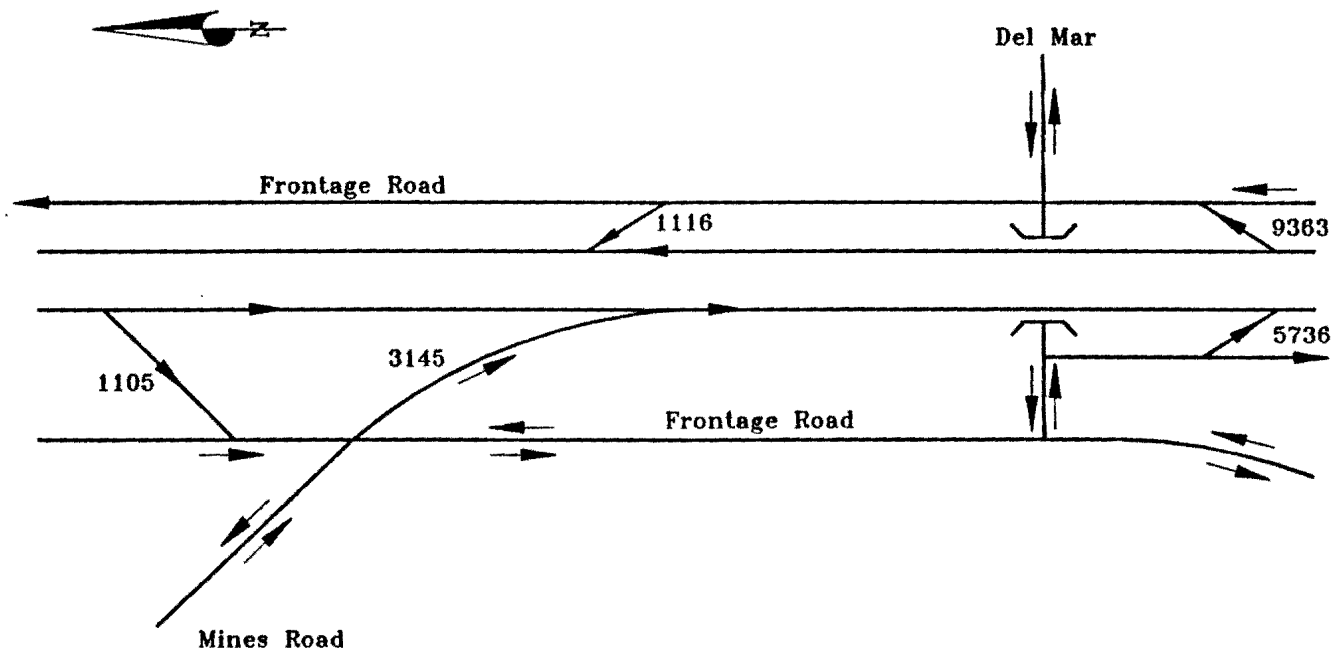 N
Del Mar
Frontage Road
1116
9363
3145
5736
1105
Frontage Road
Mines Road